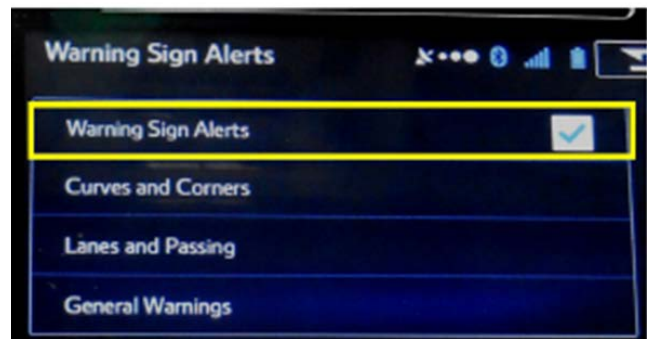 Warning Sign Alerts
Warning Sign Alerts
Curves and Corners
Lanes and Passing
General Warnings